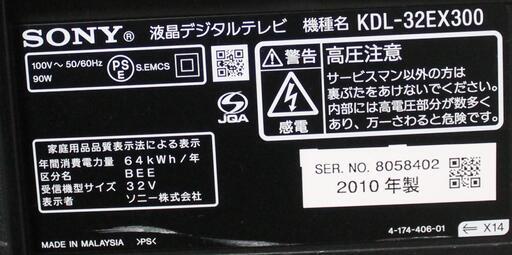 SONY® 液晶デジタルテレビ 機種名 KDL-32EX300
100V～ 50/60Hz
90W
PS
E
S.EMCS
JQA
警告
感電
高圧注意
サービスマン以外の方は
裏ぶたをあけないでください。
内部には高電圧部分が数多く
あり、万一さわると危険です。
家庭用品品質表示法による表示
年間消費電力量 64kWh/年
区分名 BEE
受信機型サイズ 32V
表示者 ソニー株式会社
SER. NO. 8058402
2010 年製
MADE IN MALAYSIA >PS<
4-174-406-01
X14